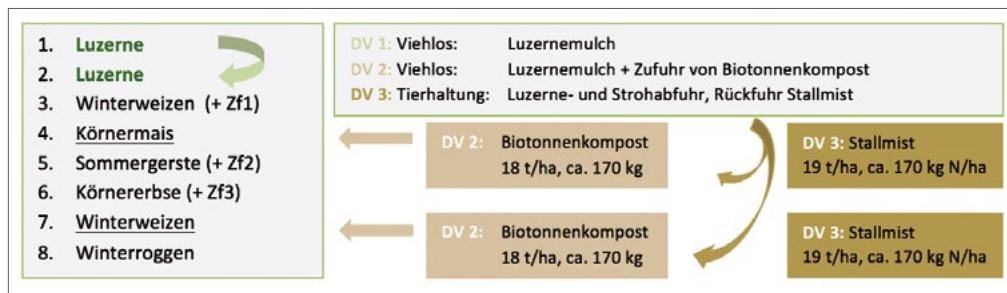 1. Luzerne
2. Luzerne
3. Winterweizen (+ Zf1)
4. Körnermais
5. Sommergerste (+ Zf2)
6. Körnererbse (+ Zf3)
7. Winterweizen
8. Winterroggen
DV 1: Viehlos: Luzernemulch
DV 2: Viehlos: Luzernemulch + Zufuhr von Biotonnenkompost
DV 3: Tierhaltung: Luzerne- und Strohabfuhr, Rückfuhr Stallmist
DV 2: Biotonnenkompost
18 t/ha, ca. 170 kg
DV 3: Stallmist
19 t/ha, ca. 170 kg N/ha
DV 2: Biotonnenkompost
18 t/ha, ca. 170 kg
DV 3: Stallmist
19 t/ha, ca. 170 kg N/ha